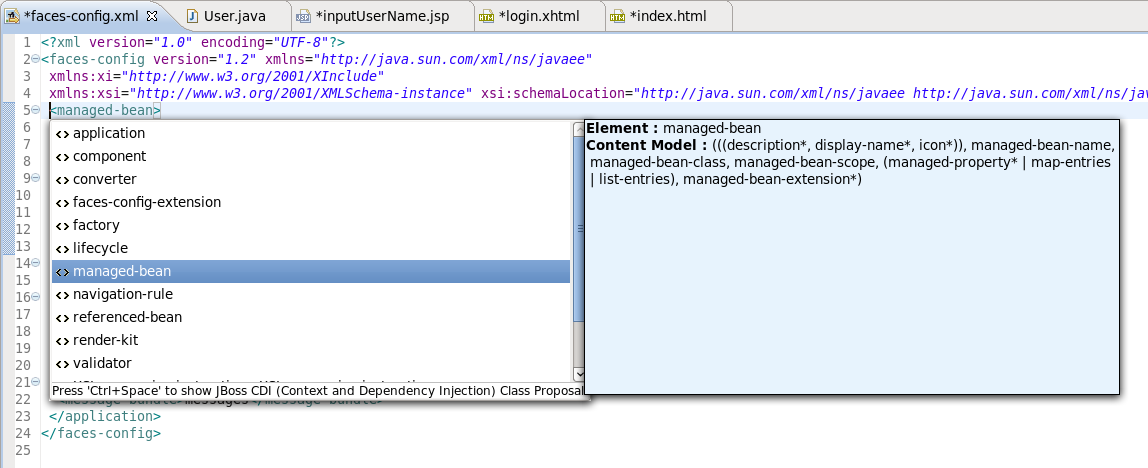 *faces-config.xml
User.java
*inputUserName.jsp
*login.xhtml
*index.html
1 <?xml version="1.0" encoding="UTF-8"?>
2 <faces-config version="1.2" xmlns="http://java.sun.com/xml/ns/javaee"
3 xmlns:xi="http://www.w3.org/2001/XInclude"
4 xmlns:xsi="http://www.w3.org/2001/XMLSchema-instance" xsi:schemaLocation="http://java.sun.com/xml/ns/javaee http://java.sun.com/xml/ns/jav
5 <managed-bean>
6
7
8
9
10
11
12
13
14
15
16
17
18
19
20
21
application
component
converter
faces-config-extension
factory
lifecycle
managed-bean
navigation-rule
referenced-bean
render-kit
validator
Press 'Ctrl+Space' to show JBoss CDI (Context and Dependency Injection) Class Proposal
Element : managed-bean
Content Model : (((description*, display-name*, icon*)), managed-bean-name,
managed-bean-class, managed-bean-scope, (managed-property* | map-entries
| list-entries), managed-bean-extension*)
22 <message-bundle>messages</message-bundle>
23 </application>
24 </faces-config>
25